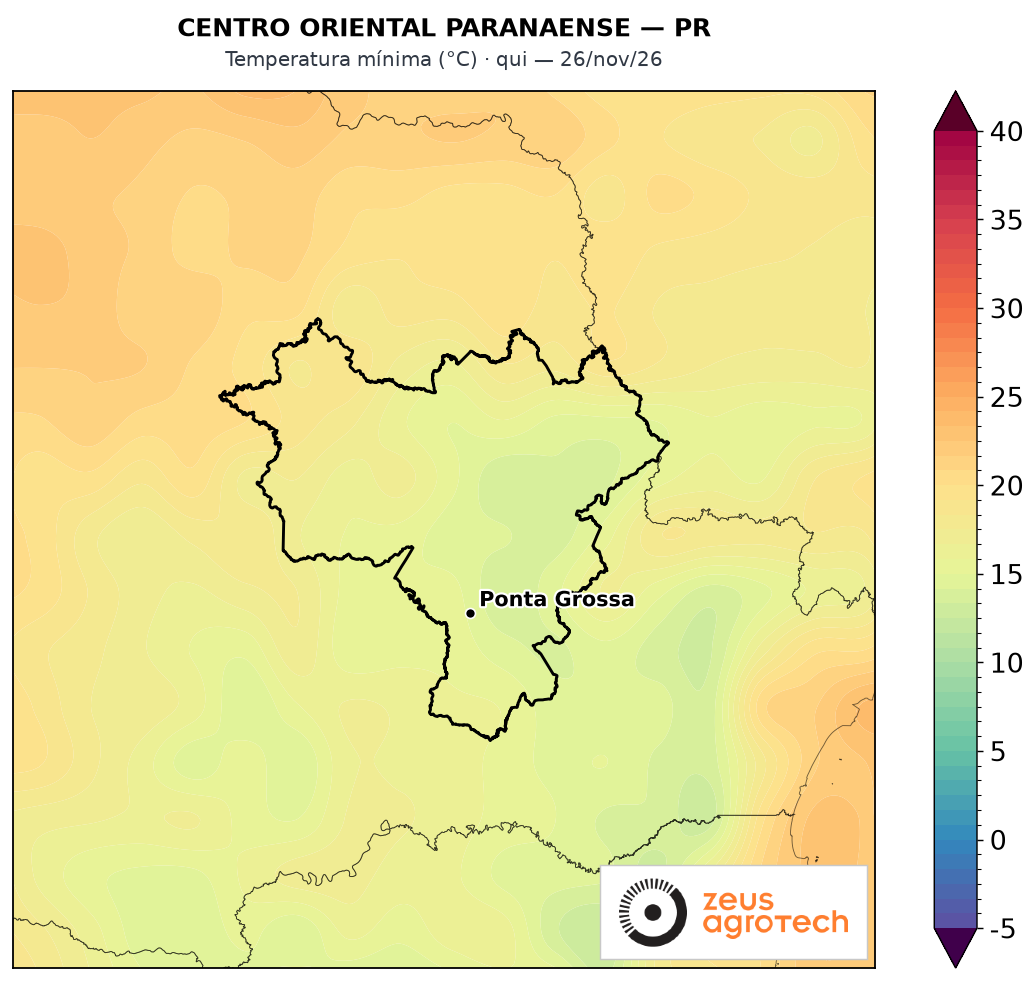 CENTRO ORIENTAL PARANAENSE — PR
Temperatura mínima (°C) · qui — 26/nov/26
40
35
30
25
20
15
10
5
0
-5
Ponta Grossa
zeus
agroTech